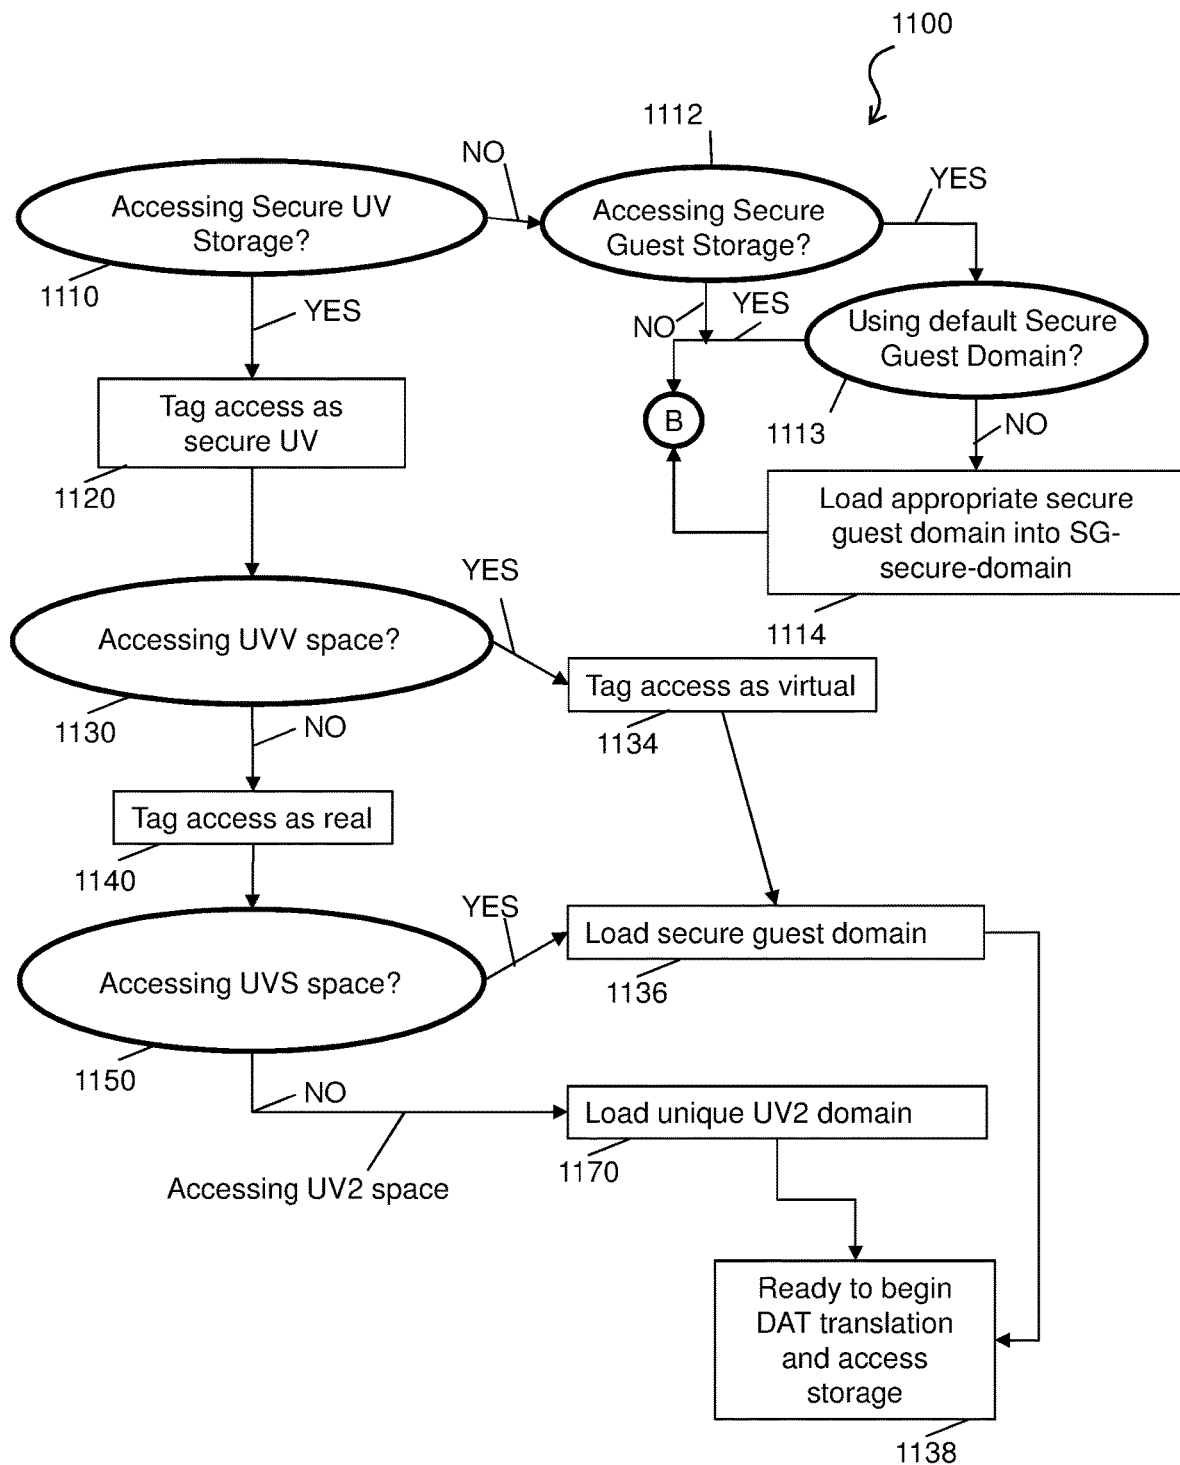 1100
1112
NO
YES
Accessing Secure UV
Storage?
Accessing Secure
Guest Storage?
1110
YES
NO
YES
Using default Secure
Guest Domain?
Tag access as
secure UV
B
1113
NO
1120
Load appropriate secure
guest domain into SG-
secure-domain
YES
1114
Accessing UVV space?
Tag access as virtual
1130
NO
1134
Tag access as real
1140
YES
Load secure guest domain
Accessing UVS space?
1136
1150
NO
Load unique UV2 domain
1170
Accessing UV2 space
Ready to begin
DAT translation
and access
storage
1138